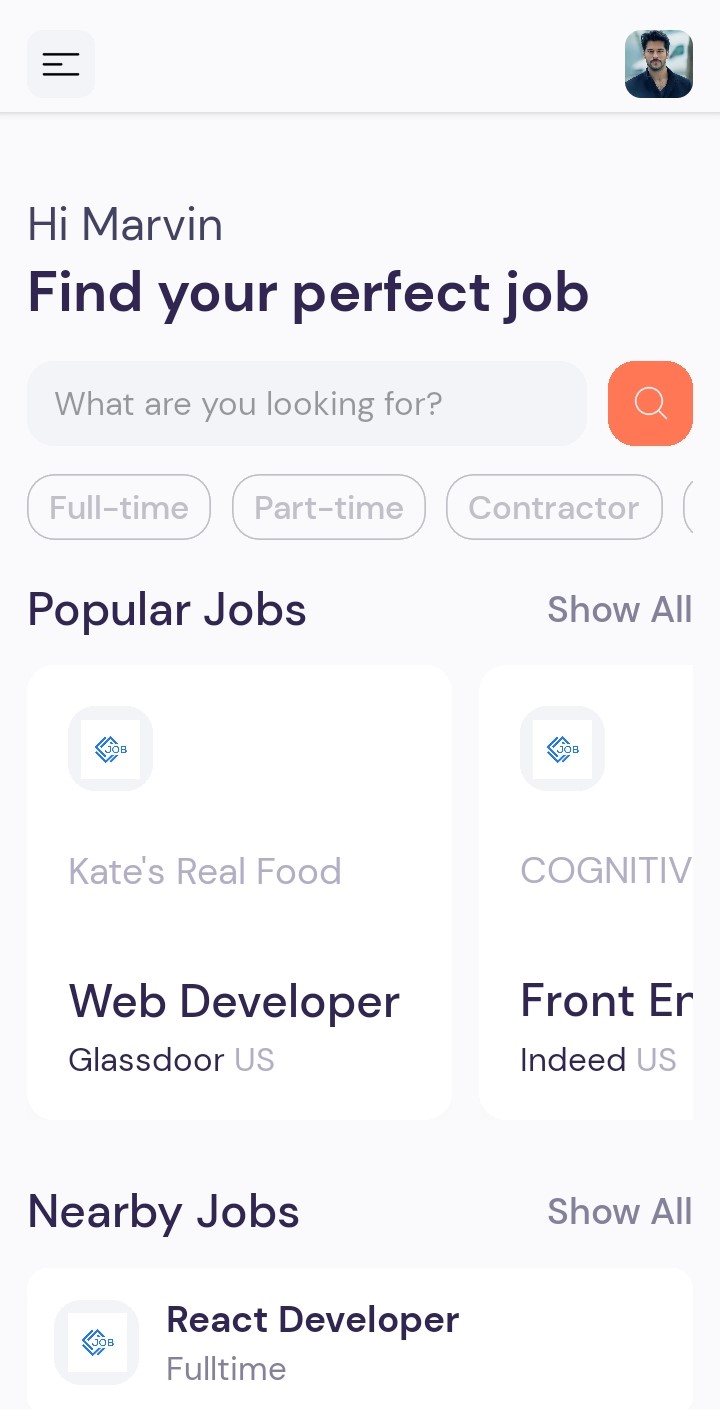 Hi Marvin
Find your perfect job
What are you looking for?
Full-time Part-time Contractor
Popular Jobs Show All
JOB JOB
Kate's Real Food COGNITIV
Web Developer Front En
Glassdoor US Indeed US
Nearby Jobs Show All
JOB React Developer
Fulltime